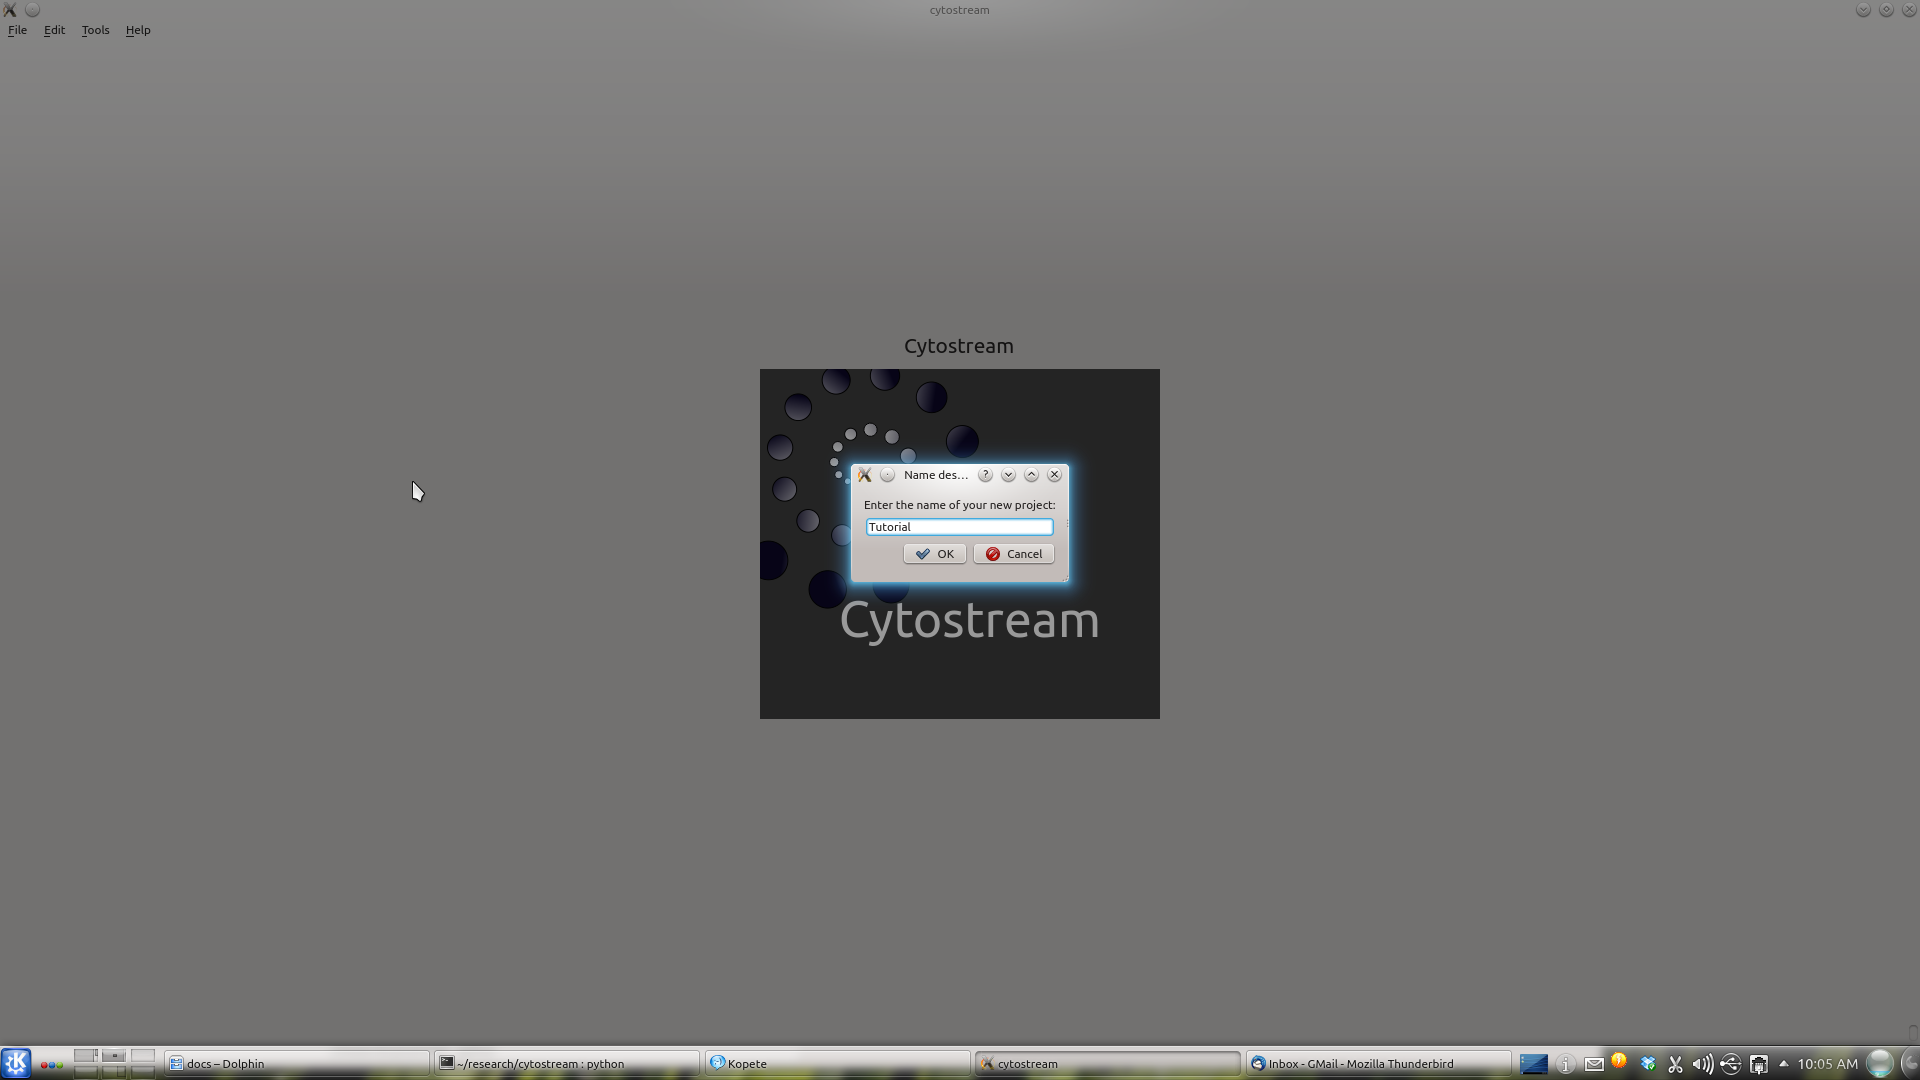 cytostream
File Edit Tools Help
Cytostream
Name des...
Enter the name of your new project:
Tutorial
OK Cancel
Cytostream
docs – Dolphin
~/research/cytostream : python
Kopete
cytostream
Inbox - GMail - Mozilla Thunderbird
10:05 AM